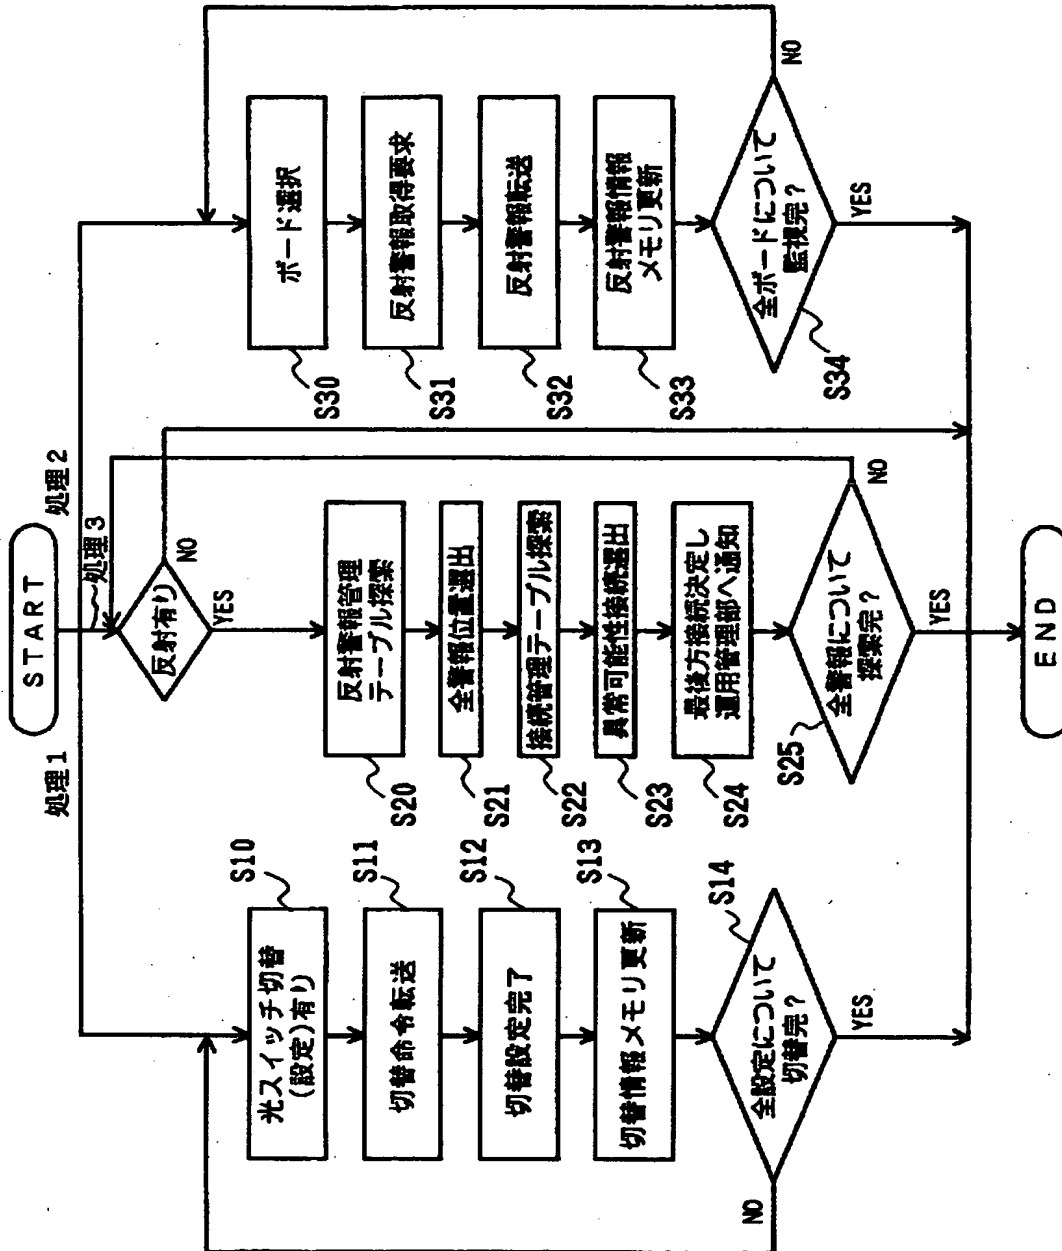 START
処理1
処理3
処理2
光スイッチ切替
(設定)有り
S10
切替命令転送
S11
切替設定完了
S12
切替情報メモリ更新
S13
全設定について
切替完?
S14
NO
YES
反射有り
NO
YES
反射警報管理
テーブル探索
S20
全警報位置選出
S21
接続管理テーブル探索
S22
異常可能性接続選出
S23
最後方接続決定し
運用管理部へ通知
S24
全警報について
探索完?
S25
NO
YES
ボード選択
S30
反射警報取得要求
S31
反射警報転送
S32
反射警報情報
メモリ更新
S33
全ボードについて
監視完?
S34
NO
YES
END